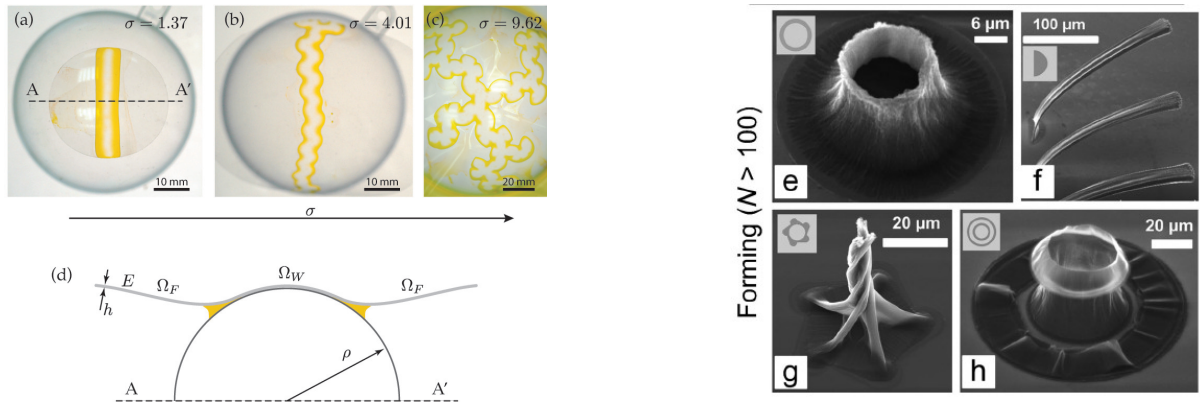 (a)
σ = 1.37
A
A′
10 mm
(b)
σ = 4.01
10 mm
(c)
σ = 9.62
20 mm
σ
(d)
E
h
Ω_F
Ω_W
Ω_F
ρ
A
A′
Forming (N > 100)
6 µm
e
100 µm
f
20 µm
g
20 µm
h